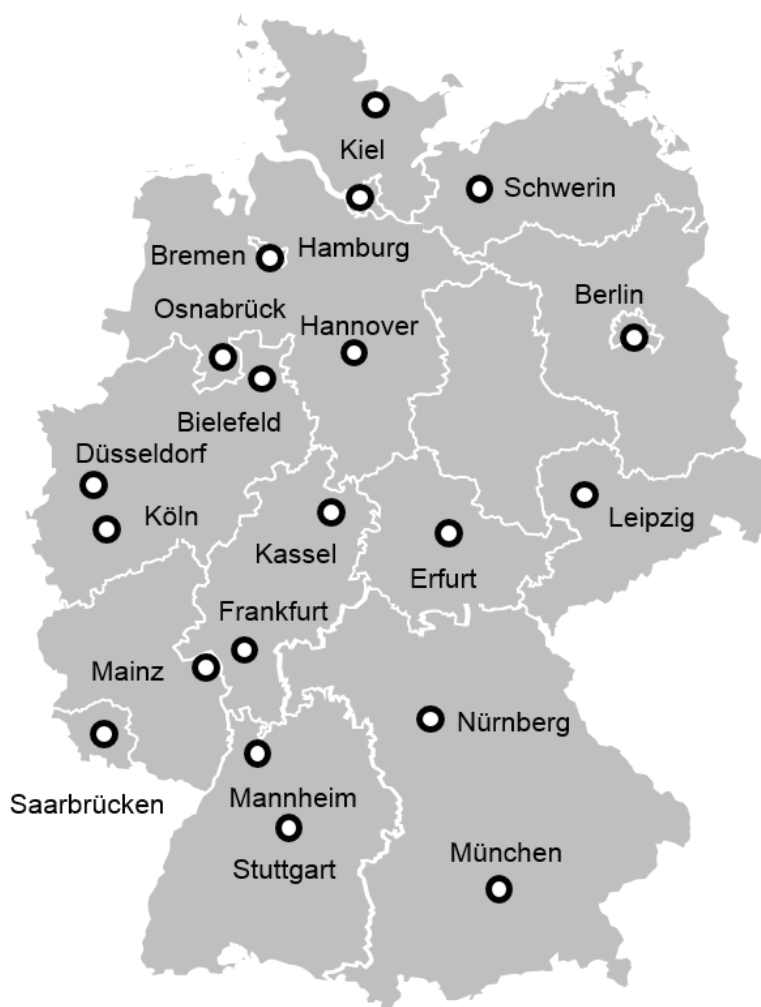 Kiel
Schwerin
Hamburg
Bremen
Berlin
Osnabrück
Hannover
Bielefeld
Düsseldorf
Köln
Leipzig
Kassel
Erfurt
Frankfurt
Mainz
Nürnberg
Saarbrücken
Mannheim
München
Stuttgart